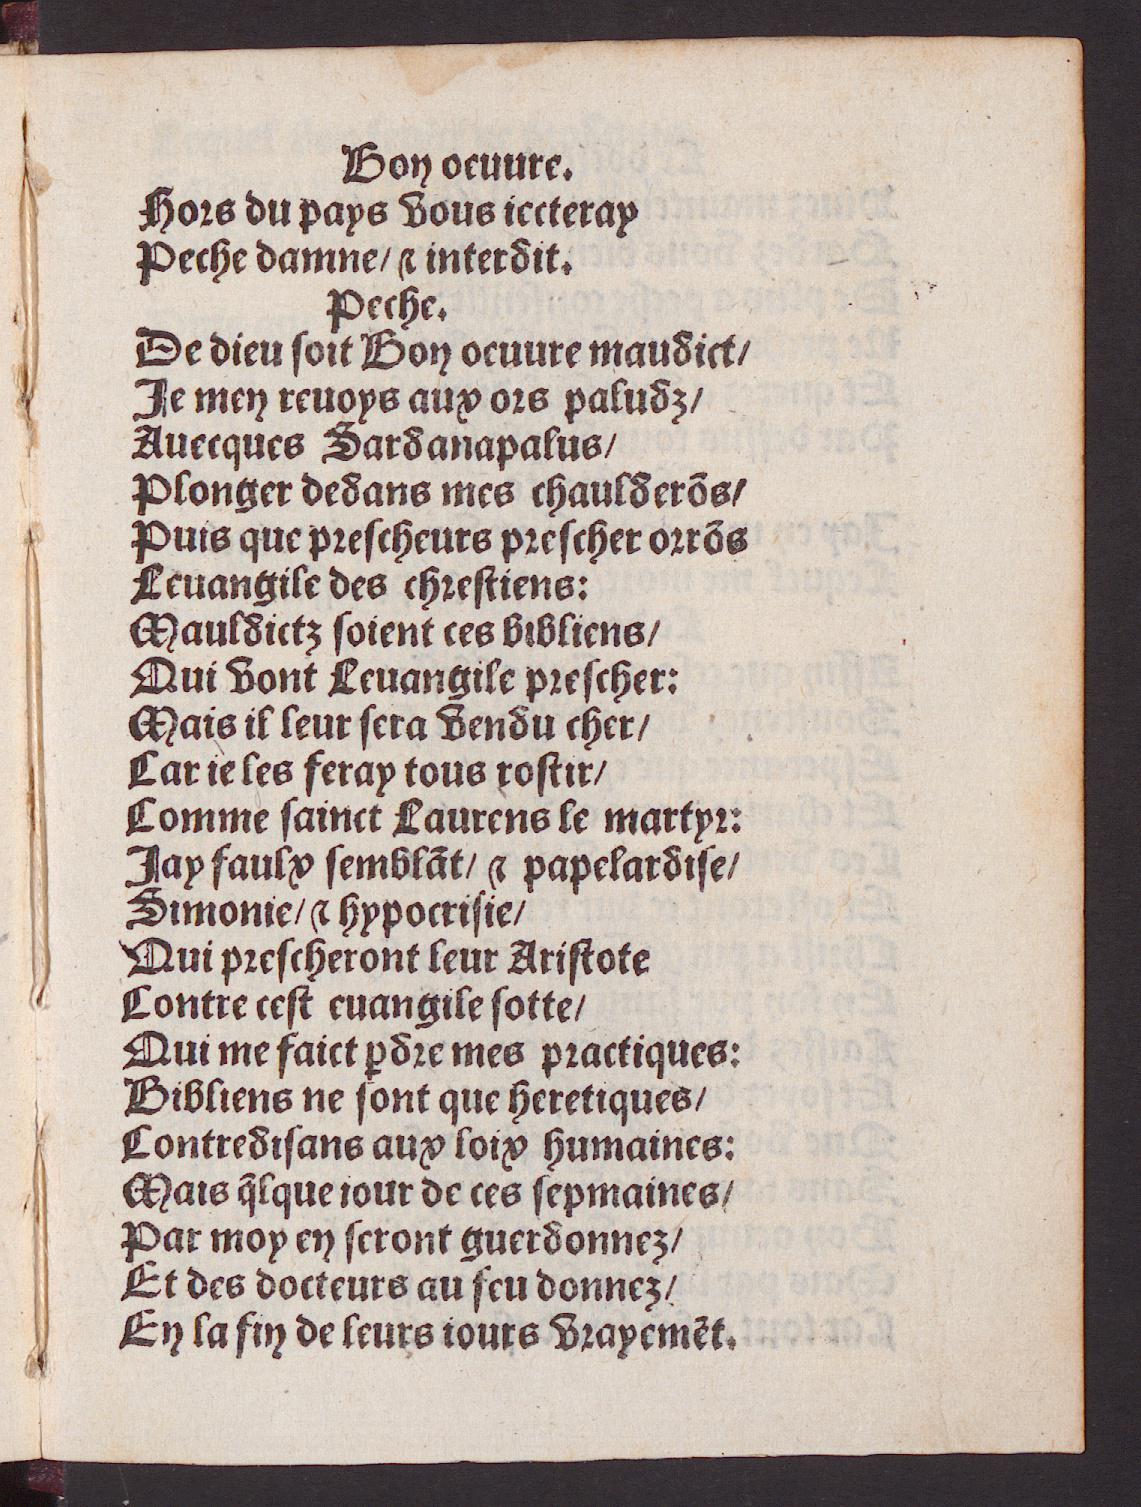 Bon oeuure.
Hors du pays vous iecteray
Peche damne/ ⁊ interdit.
Peche.
De dieu soit Bon oeuure maudict/
Je men reuoys aux ors paludz/
Auecques Sardanapalus/
Plonger dedans mes chaulderõs/
Puis que prescheurs prescher orrõs
Leuangile des chrestiens:
Mauldictz soient ces bibliens/
Qui vont Leuangile prescher:
Mais il leur sera vendu cher/
Car ie les feray tous rostir/
Comme sainct Laurens le martyr:
Jay faulx semblãt/ ⁊ papelardise/
Simonie/ ⁊ hypocrisie/
Qui prescheront leur Aristote
Contre cest euangile sotte/
Qui me faict ꝑdre mes practiques:
Bibliens ne sont que heretiques/
Contredisans aux loix humaines:
Mais q̃lque iour de ces sepmaines/
Par moy en seront guerdonnez/
Et des docteurs au feu donnez/
En la fin de leurs iours vrayemẽt.